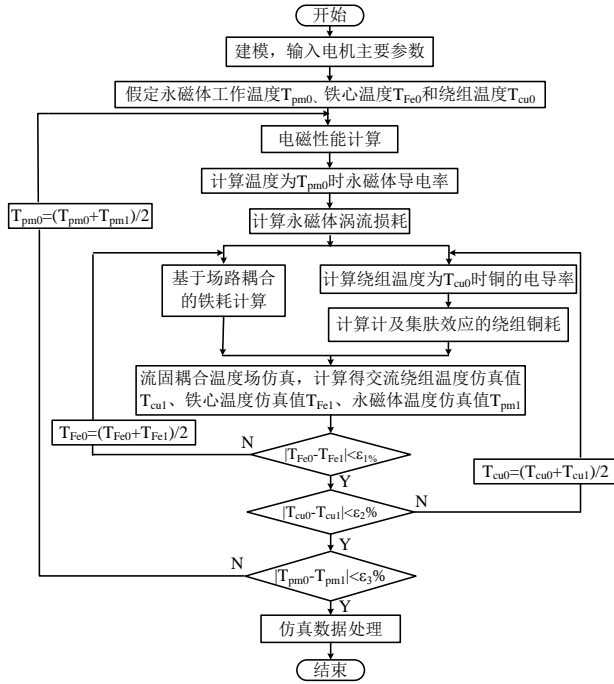 开始
建模，输入电机主要参数
假定永磁体工作温度Tpm0、铁心温度TFe0和绕组温度Tcu0
电磁性能计算
计算温度为Tpm0时永磁体导电率
Tpm0=(Tpm0+Tpm1)/2
计算永磁体涡流损耗
基于场路耦合
的铁耗计算
计算绕组温度为Tcu0时铜的电导率
计算计及集肤效应的绕组铜耗
流固耦合温度场仿真，计算得交流绕组温度仿真值
Tcu1、铁心温度仿真值TFe1、永磁体温度仿真值Tpm1
TFe0=(TFe0+TFe1)/2
N
|TFe0-TFe1|<ε1%
Tcu0=(Tcu0+Tcu1)/2
Y
|Tcu0-Tcu1|<ε2%
N
Y
N
|Tpm0-Tpm1|<ε3%
Y
仿真数据处理
结束